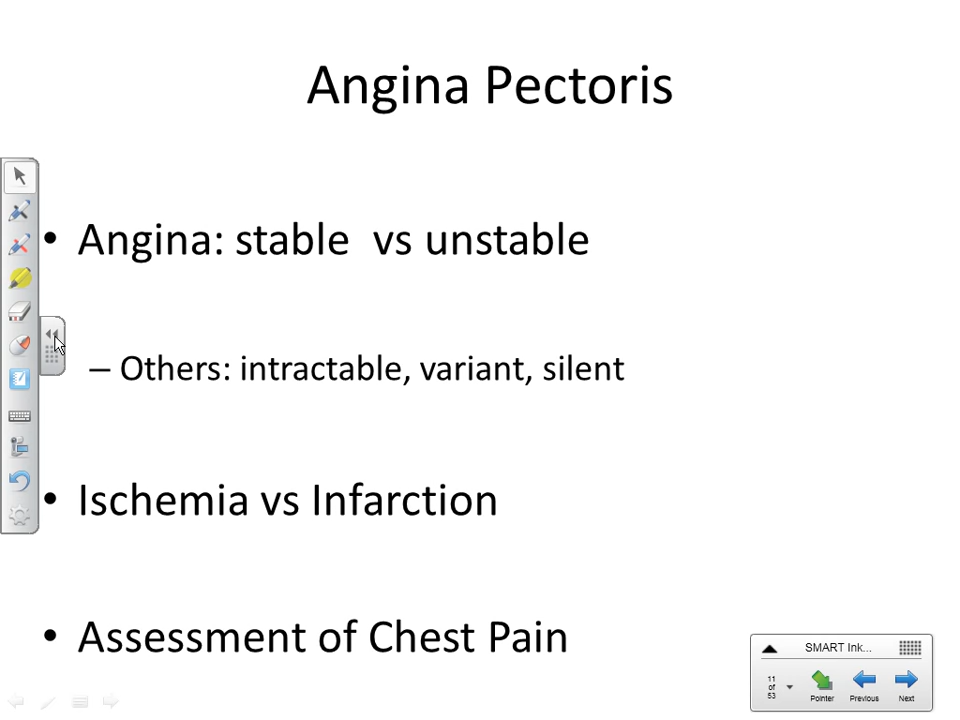 Angina Pectoris
• Angina: stable vs unstable
– Others: intractable, variant, silent
• Ischemia vs Infarction
• Assessment of Chest Pain
SMART Ink...
11
of
53
Pointer Previous Next